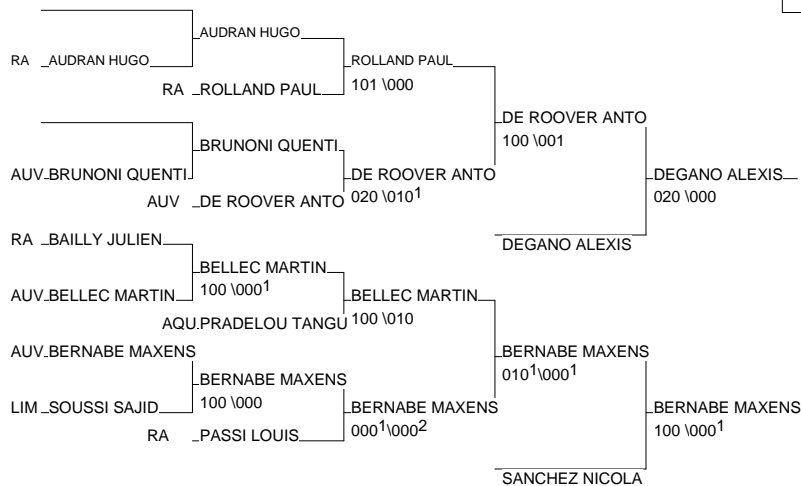 AUDRAN HUGO
RA AUDRAN HUGO ROLLAND PAUL
RA ROLLAND PAUL 101 \000
DE ROOVER ANTO
100 \001
BRUNONI QUENTI
AUV BRUNONI QUENTI DE ROOVER ANTO DEGANO ALEXIS
AUV DE ROOVER ANTO 020 \010¹ 020 \000
RA BAILLY JULIEN DEGANO ALEXIS
BELLEC MARTIN
100 \000¹
AUV BELLEC MARTIN BELLEC MARTIN
AQU PRADELOU TANGU 100 \010
AUV BERNABE MAXENS BERNABE MAXENS
010¹\000¹
BERNABE MAXENS
100 \000
LIM SOUSSI SAJID BERNABE MAXENS BERNABE MAXENS
RA PASSI LOUIS 000¹\000² 100 \000¹
SANCHEZ NICOLA